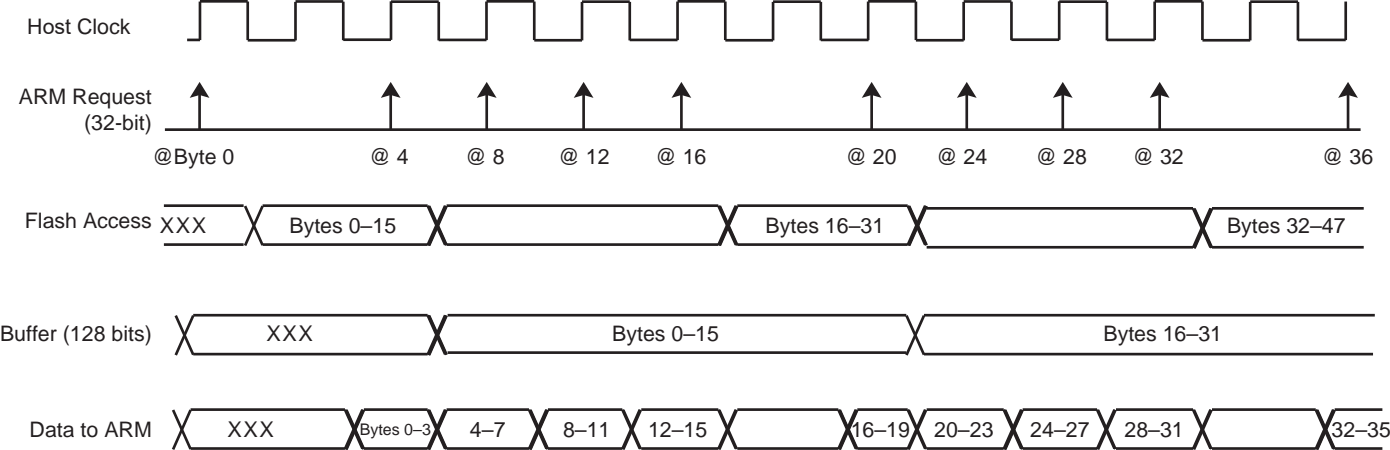 Host Clock
ARM Request
(32-bit)
@Byte 0
@ 4
@ 8
@ 12
@ 16
@ 20
@ 24
@ 28
@ 32
@ 36
Flash Access
XXX
Bytes 0–15
Bytes 16–31
Bytes 32–47
Buffer (128 bits)
XXX
Bytes 0–15
Bytes 16–31
Data to ARM
XXX
Bytes 0–3
4–7
8–11
12–15
16–19
20–23
24–27
28–31
32–35